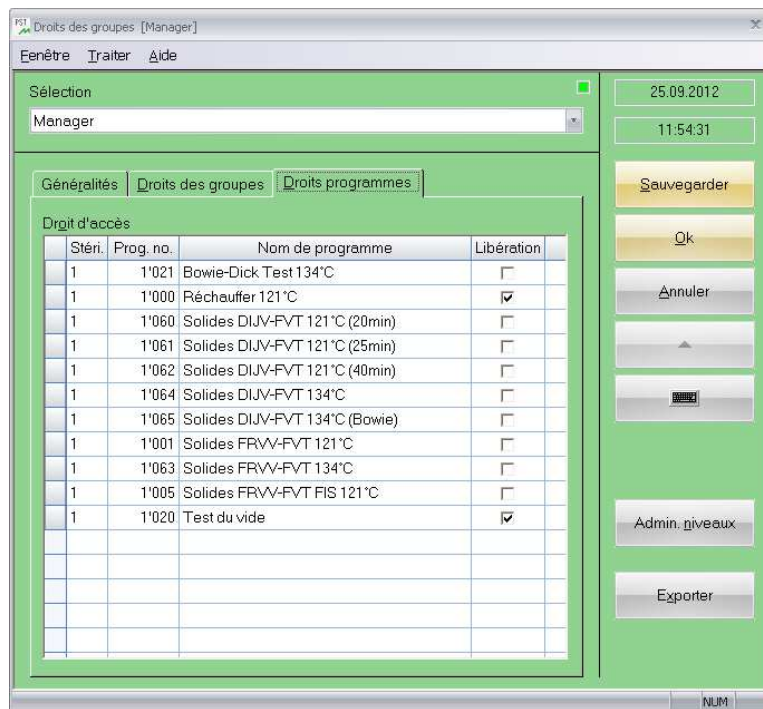 PST Droits des groupes [Manager]
Fenêtre Traiter Aide
Sélection
Manager
25.09.2012
11:54:31
Généralités Droits des groupes Droits programmes
Droit d'accès
Stéri. Prog. no. Nom de programme Libération
1 1'021 Bowie-Dick Test 134°C
1 1'000 Réchauffer 121°C
1 1'060 Solides DIJV-FVT 121°C (20min)
1 1'061 Solides DIJV-FVT 121°C (25min)
1 1'062 Solides DIJV-FVT 121°C (40min)
1 1'064 Solides DIJV-FVT 134°C
1 1'065 Solides DIJV-FVT 134°C (Bowie)
1 1'001 Solides FRVV-FVT 121°C
1 1'063 Solides FRVV-FVT 134°C
1 1'005 Solides FRVV-FVT FIS 121°C
1 1'020 Test du vide
Sauvegarder
Ok
Annuler
Admin. niveaux
Exporter
NUM